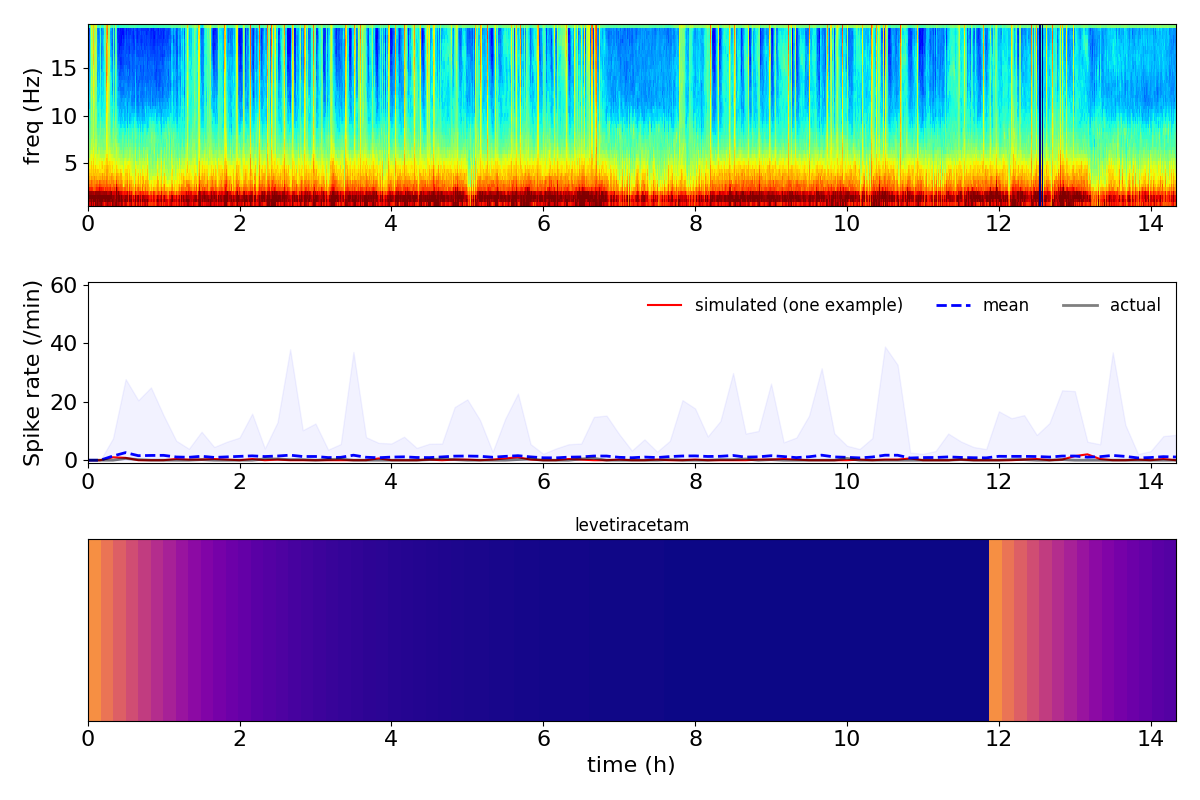 freq (Hz)
15
10
5
0 2 4 6 8 10 12 14
Spike rate (/min)
60
40
20
0
simulated (one example) mean actual
0 2 4 6 8 10 12 14
levetiracetam
0 2 4 6 8 10 12 14
time (h)